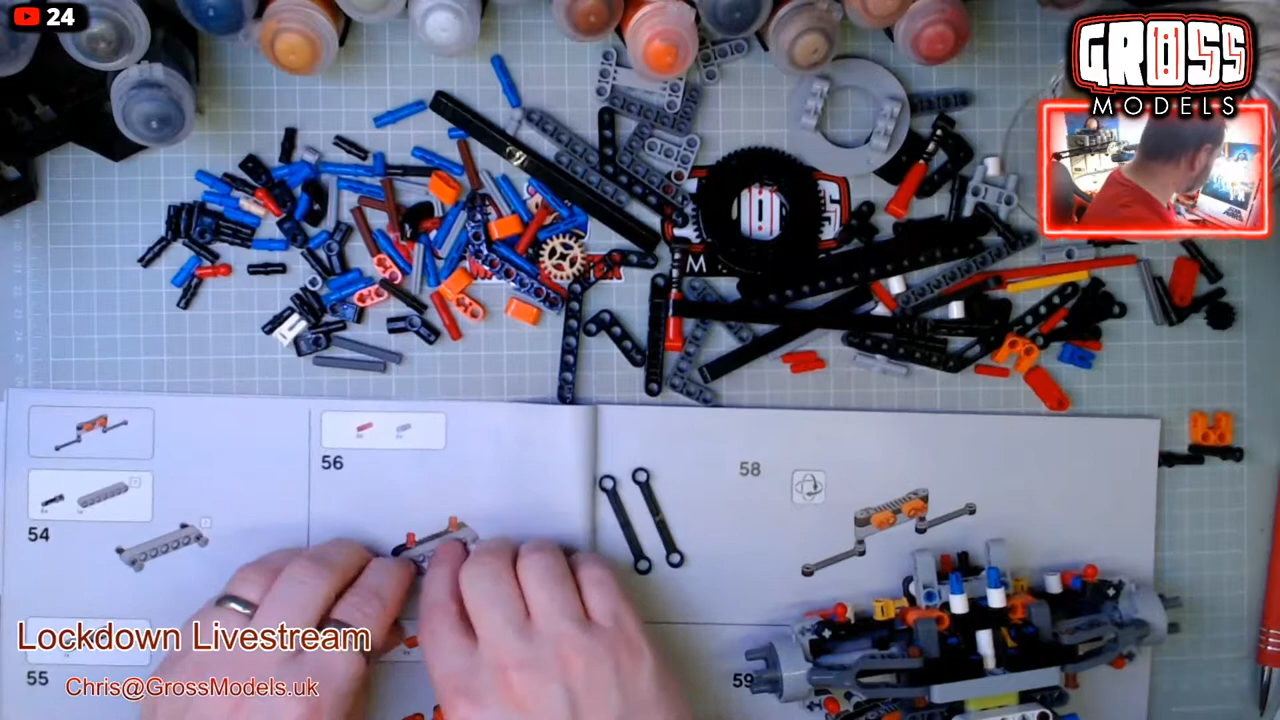 24
GROSS
MODELS
M
54
56
58
55
59
Lockdown Livestream
Chris@GrossModels.uk